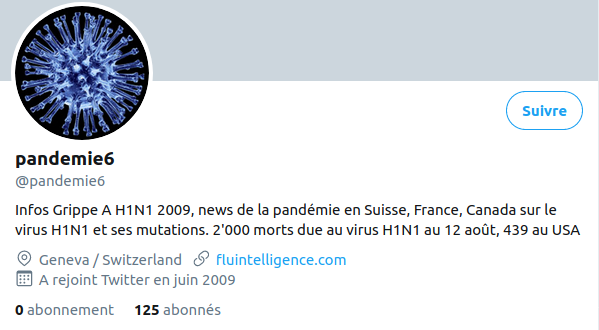 Suivre
pandemie6
@pandemie6
Infos Grippe A H1N1 2009, news de la pandémie en Suisse, France, Canada sur le
virus H1N1 et ses mutations. 2'000 morts due au virus H1N1 au 12 août, 439 au USA
Geneva / Switzerland fluintelligence.com
A rejoint Twitter en juin 2009
0 abonnement 125 abonnés